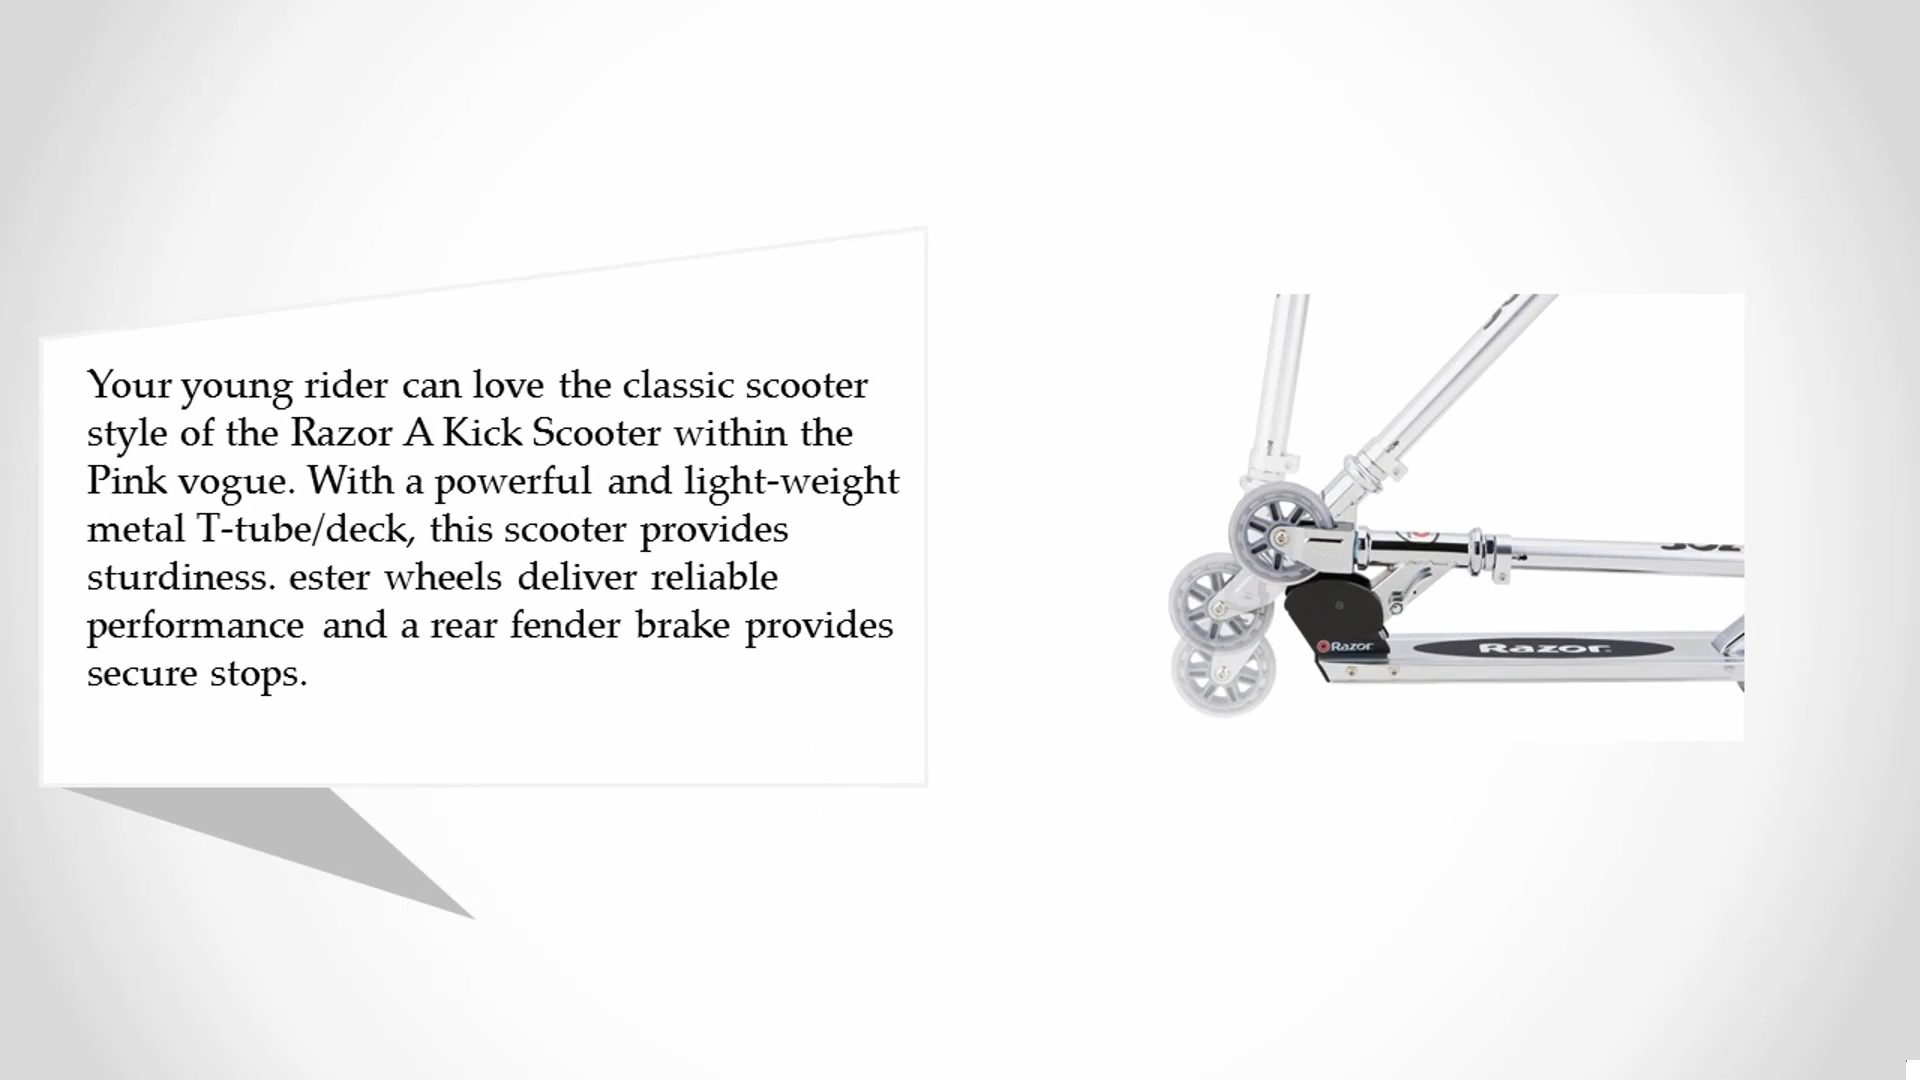 Your young rider can love the classic scooter
style of the Razor A Kick Scooter within the
Pink vogue. With a powerful and light-weight
metal T-tube/deck, this scooter provides
sturdiness. ester wheels deliver reliable
performance and a rear fender brake provides
secure stops.
Razor
Razor